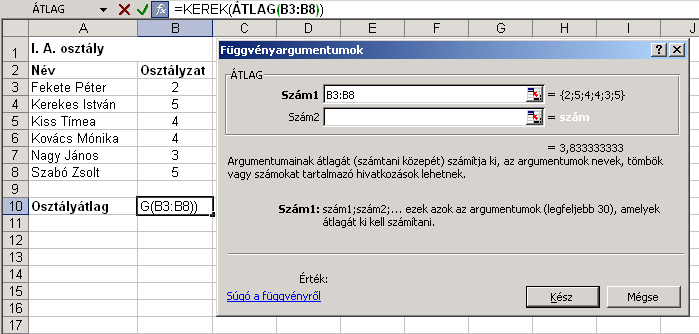 ÁTLAG =KEREK(ÁTLAG(B3:B8))
A B C D E F G H I J
1 I. A. osztály
2 Név Osztályzat
3 Fekete Péter 2
4 Kerekes István 5
5 Kiss Tímea 4
6 Kovács Mónika 4
7 Nagy János 3
8 Szabó Zsolt 5
9
10 Osztályátlag G(B3:B8))
11
12
13
14
15
16
17
Függvényargumentumok
ÁTLAG
Szám1 B3:B8 = {2;5;4;4;3;5}
Szám2 = szám
= 3,833333333
Argumentumainak átlagát (számtani közepét) számítja ki, az argumentumok nevek, tömbök
vagy számokat tartalmazó hivatkozások lehetnek.
Szám1: szám1;szám2;... ezek azok az argumentumok (legfeljebb 30), amelyek
átlagát ki kell számítani.
Érték:
Súgó a függvényről Kész Mégse